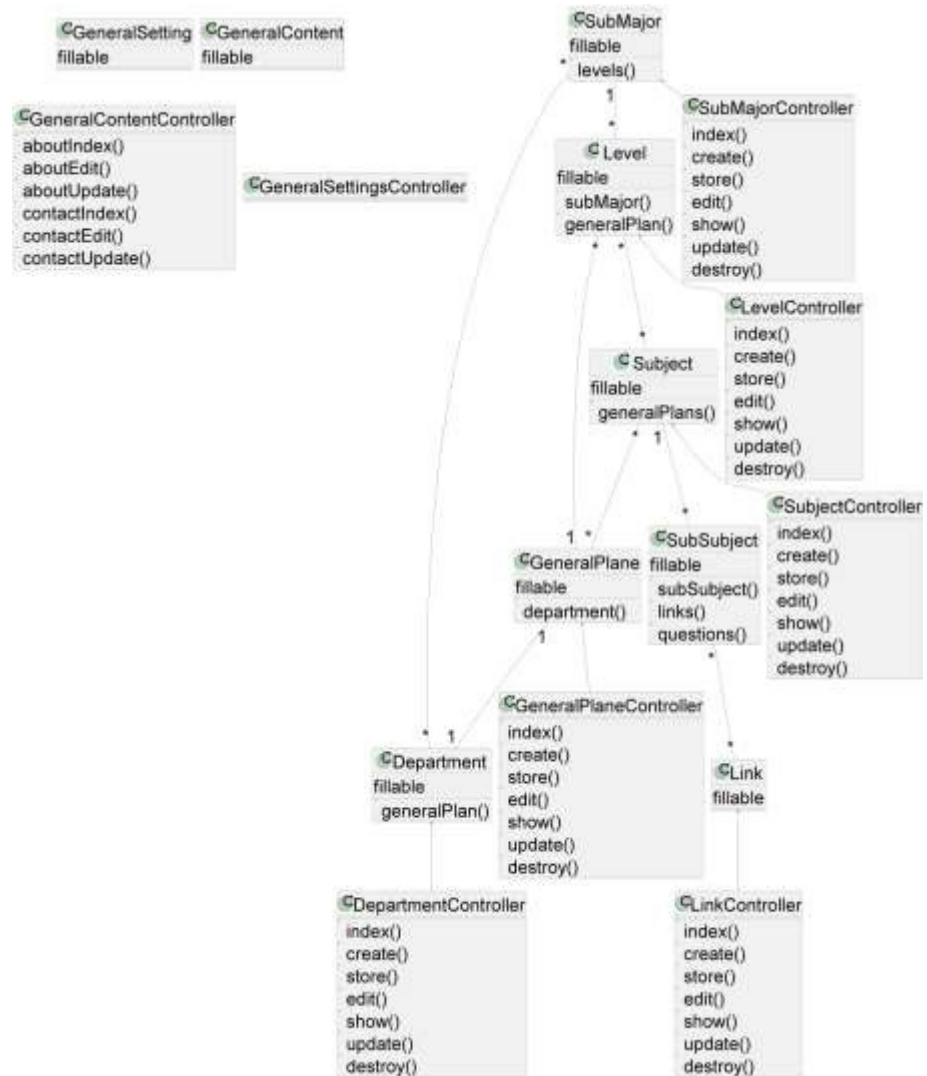 C GeneralSetting
fillable
C GeneralContent
fillable
C SubMajor
fillable
levels()
*
1
*
C GeneralContentController
aboutIndex()
aboutEdit()
aboutUpdate()
contactIndex()
contactEdit()
contactUpdate()
C GeneralSettingsController
C SubMajorController
index()
create()
store()
edit()
show()
update()
destroy()
C Level
fillable
subMajor()
generalPlan()
*
*
*
C LevelController
index()
create()
store()
edit()
show()
update()
destroy()
C Subject
fillable
generalPlans()
*
1
1
*
*
C SubjectController
index()
create()
store()
edit()
show()
update()
destroy()
C GeneralPlane
fillable
department()
1
C SubSubject
fillable
subSubject()
links()
questions()
*
C GeneralPlaneController
index()
create()
store()
edit()
show()
update()
destroy()
*
1
*
C Department
fillable
generalPlan()
C Link
fillable
C DepartmentController
index()
create()
store()
edit()
show()
update()
destroy()
C LinkController
index()
create()
store()
edit()
show()
update()
destroy()